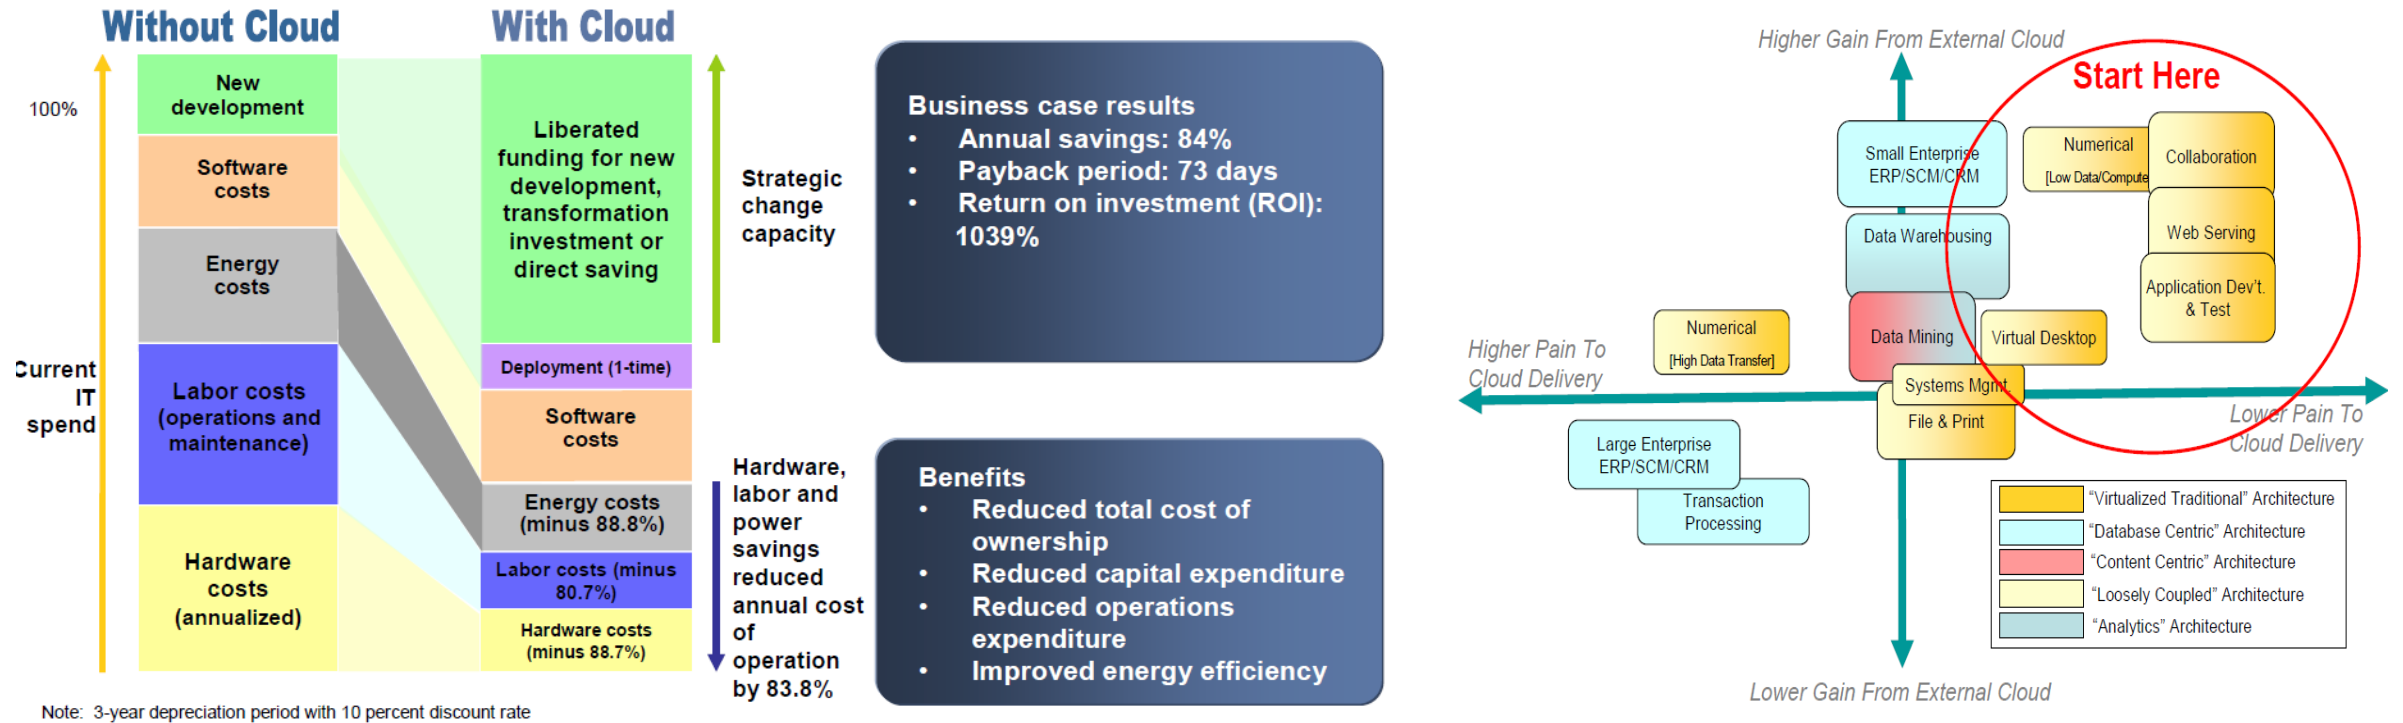 Without Cloud
With Cloud
100%
Current
IT
spend
New
development
Software
costs
Energy
costs
Labor costs
(operations and
maintenance)
Hardware
costs
(annualized)
Liberated
funding for new
development,
transformation
investment or
direct saving
Deployment (1-time)
Software
costs
Energy costs
(minus 88.8%)
Labor costs (minus
80.7%)
Hardware costs
(minus 88.7%)
Strategic
change
capacity
Hardware,
labor and
power
savings
reduced
annual cost
of
operation
by 83.8%
Note: 3-year depreciation period with 10 percent discount rate
Business case results
• Annual savings: 84%
• Payback period: 73 days
• Return on investment (ROI):
1039%
Benefits
• Reduced total cost of
ownership
• Reduced capital expenditure
• Reduced operations
expenditure
• Improved energy efficiency
Higher Gain From External Cloud
Start Here
Small Enterprise
ERP/SCM/CRM
Numerical
[Low Data/Compute
Collaboration
Data Warehousing
Web Serving
Application Dev't.
& Test
Numerical
[High Data Transfer]
Data Mining
Virtual Desktop
Higher Pain To
Cloud Delivery
Systems Mgmt.
File & Print
Lower Pain To
Cloud Delivery
Large Enterprise
ERP/SCM/CRM
Transaction
Processing
"Virtualized Traditional" Architecture
"Database Centric" Architecture
"Content Centric" Architecture
"Loosely Coupled" Architecture
"Analytics" Architecture
Lower Gain From External Cloud